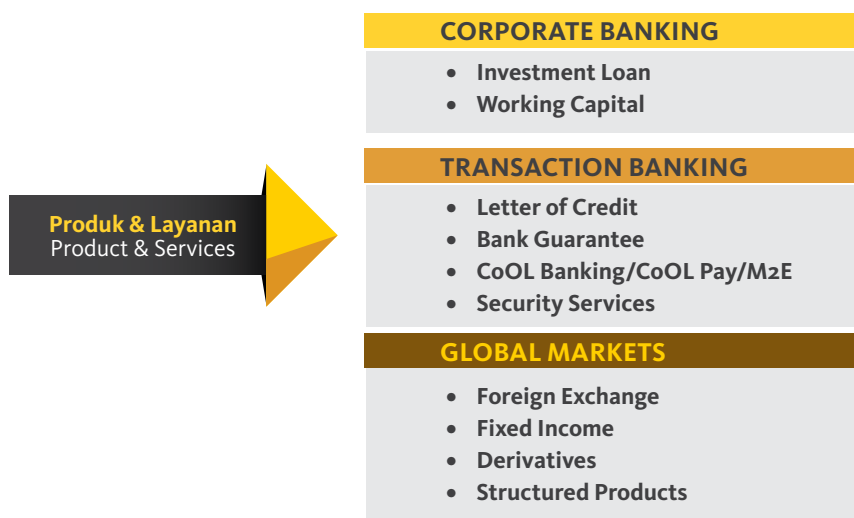 Produk & Layanan
Product & Services
CORPORATE BANKING
• Investment Loan
• Working Capital
TRANSACTION BANKING
• Letter of Credit
• Bank Guarantee
• CoOL Banking/CoOL Pay/M2E
• Security Services
GLOBAL MARKETS
• Foreign Exchange
• Fixed Income
• Derivatives
• Structured Products